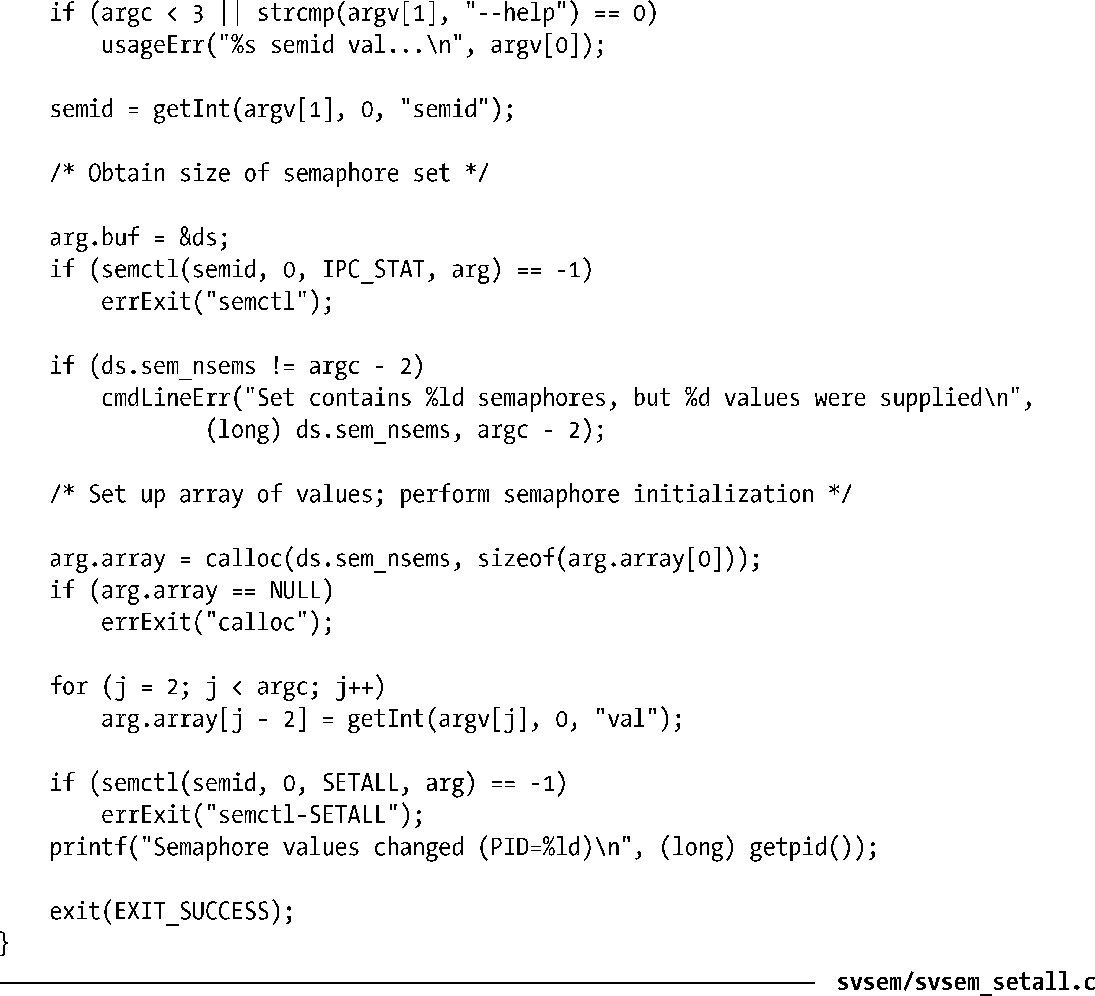 if (argc < 3 || strcmp(argv[1], "--help") == 0)
usageErr("%s semid val...\n", argv[0]);
semid = getInt(argv[1], 0, "semid");
/* Obtain size of semaphore set */
arg.buf = &ds;
if (semctl(semid, 0, IPC_STAT, arg) == -1)
errExit("semctl");
if (ds.sem_nsems != argc - 2)
cmdLineErr("Set contains %ld semaphores, but %d values were supplied\n",
(long) ds.sem_nsems, argc - 2);
/* Set up array of values; perform semaphore initialization */
arg.array = calloc(ds.sem_nsems, sizeof(arg.array[0]));
if (arg.array == NULL)
errExit("calloc");
for (j = 2; j < argc; j++)
arg.array[j - 2] = getInt(argv[j], 0, "val");
if (semctl(semid, 0, SETALL, arg) == -1)
errExit("semctl-SETALL");
printf("Semaphore values changed (PID=%ld)\n", (long) getpid());
exit(EXIT_SUCCESS);
}
svsem/svsem_setall.c